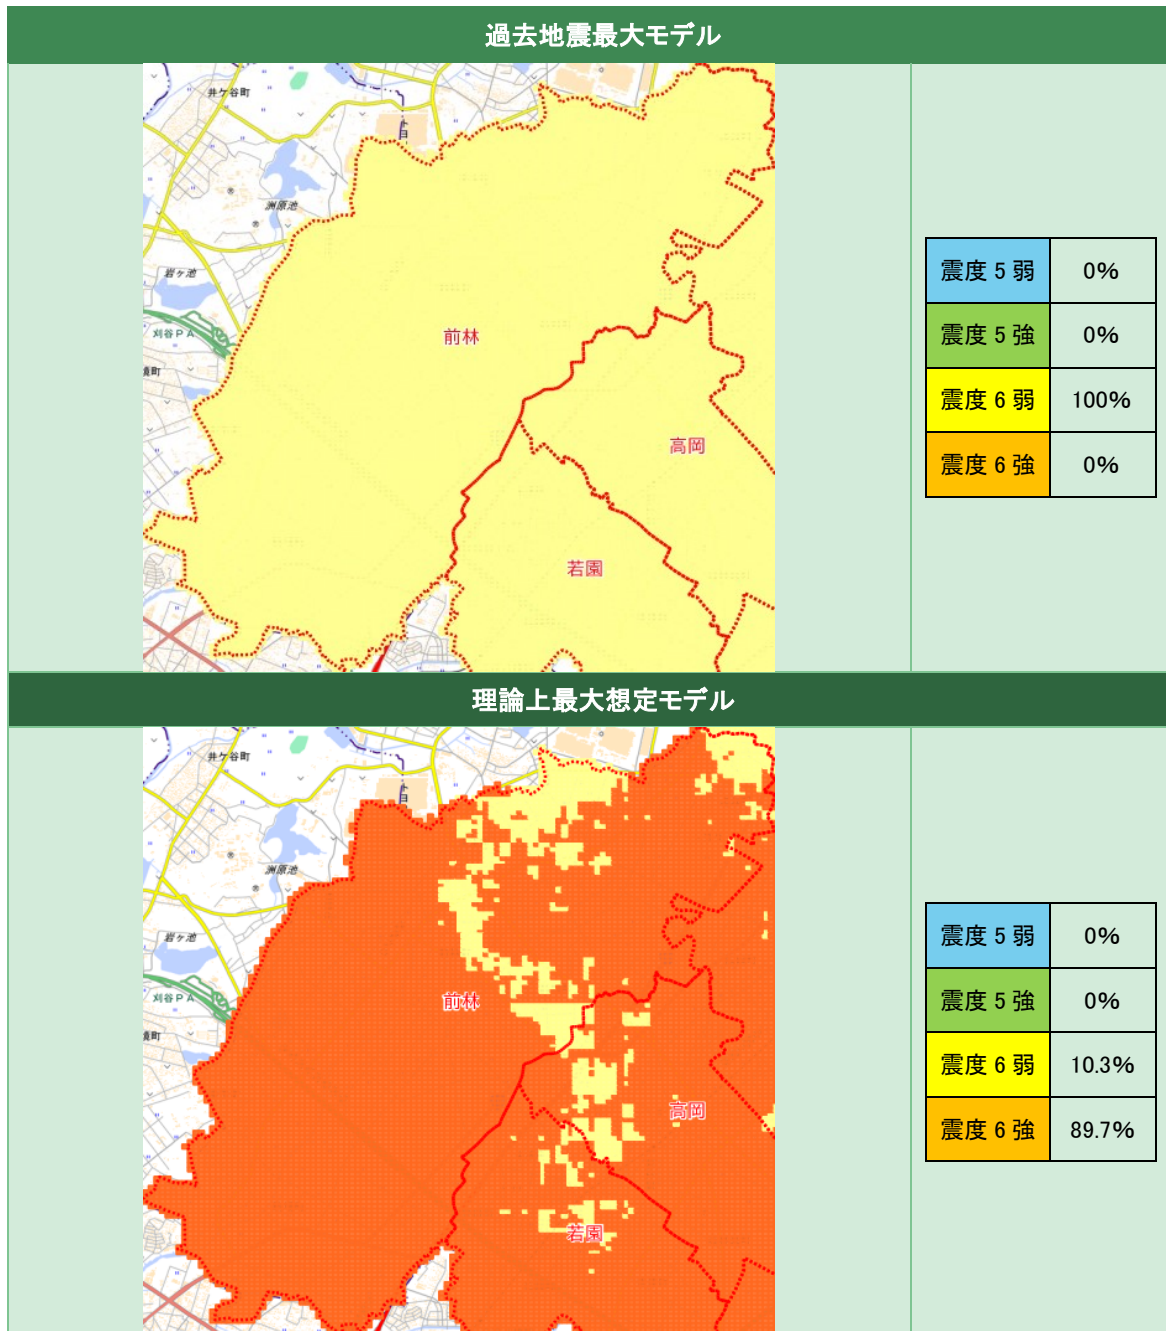 過去地震最大モデル
井ケ谷町
洲原池
岩ヶ池
刈谷PA
前林
高岡
若園
震度5弱 0%
震度5強 0%
震度6弱 100%
震度6強 0%
理論上最大想定モデル
井ケ谷町
洲原池
岩ヶ池
刈谷PA
前林
高岡
若園
震度5弱 0%
震度5強 0%
震度6弱 10.3%
震度6強 89.7%